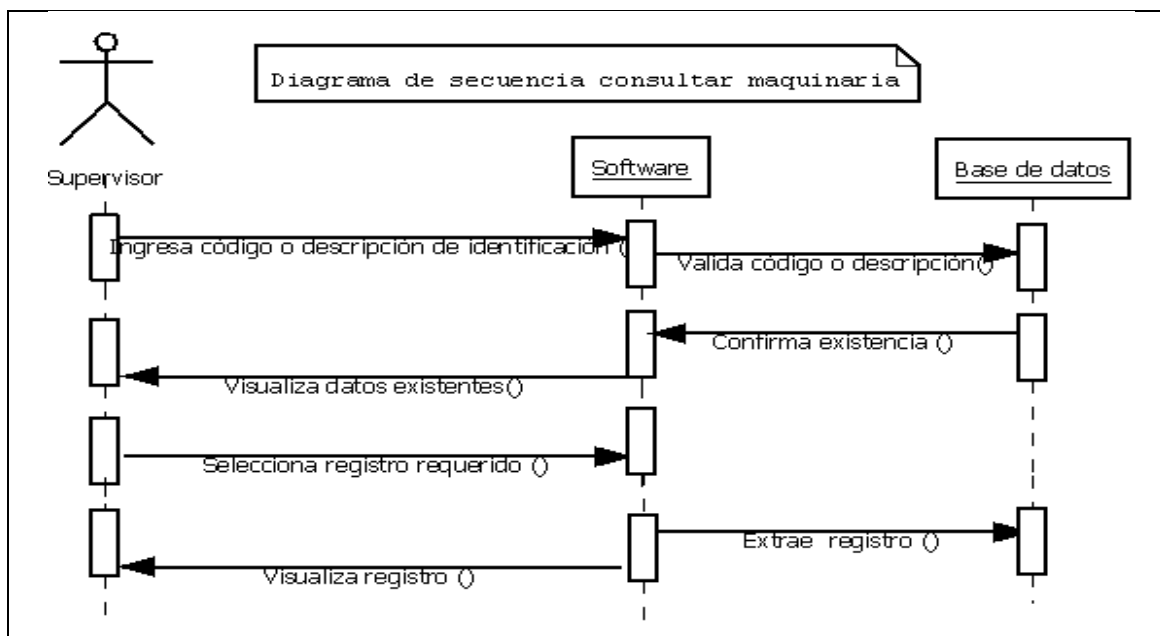 Diagrama de secuencia consultar maquinaria
Supervisor
Software
Base de datos
Ingresa código o descripción de identificación ()
Valida código o descripción()
Confirma existencia ()
Visualiza datos existentes()
Selecciona registro requerido ()
Extrae registro ()
Visualiza registro ()